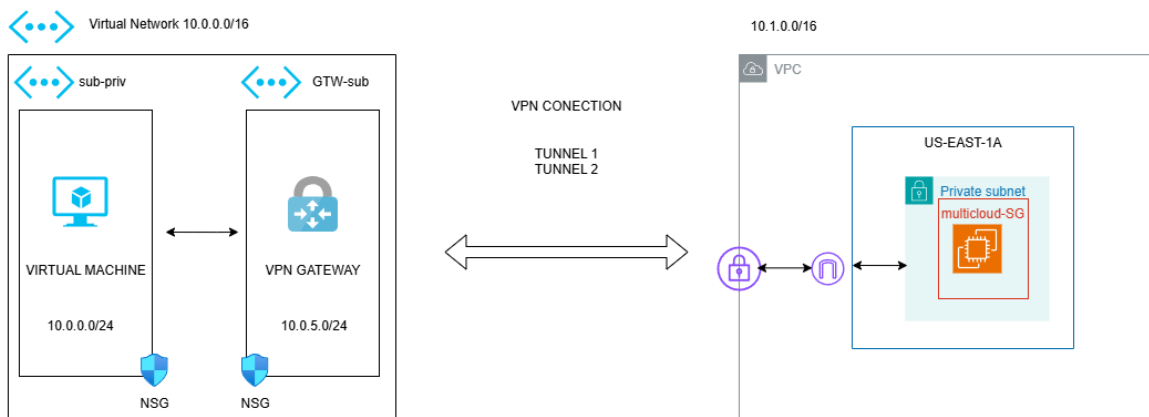 Virtual Network 10.0.0.0/16
10.1.0.0/16
sub-priv
GTW-sub
VPC
VPN CONECTION
TUNNEL 1
TUNNEL 2
US-EAST-1A
Private subnet
multicloud-SG
VIRTUAL MACHINE
VPN GATEWAY
10.0.0.0/24
10.0.5.0/24
NSG
NSG